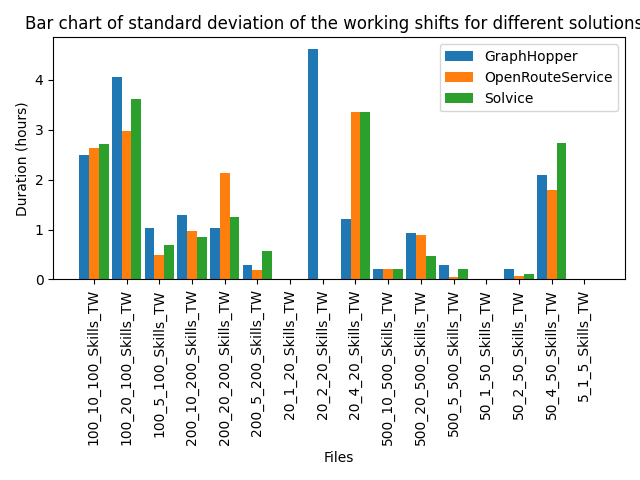 Bar chart of standard deviation of the working shifts for different solutions
GraphHopper
OpenRouteService
Solvice
Duration (hours)
4
3
2
1
0
100_10_100_Skills_TW
100_20_100_Skills_TW
100_5_100_Skills_TW
200_10_200_Skills_TW
200_20_200_Skills_TW
200_5_200_Skills_TW
20_1_20_Skills_TW
20_2_20_Skills_TW
20_4_20_Skills_TW
500_10_500_Skills_TW
500_20_500_Skills_TW
500_5_500_Skills_TW
50_1_50_Skills_TW
50_2_50_Skills_TW
50_4_50_Skills_TW
5_1_5_Skills_TW
Files